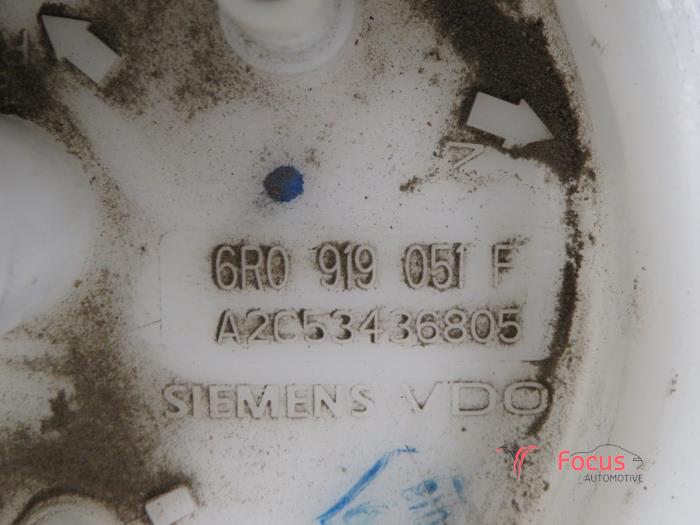 6R0 919 051 F
A2C53436805
SIEMENS VDO
Focus
AUTOMOTIVE